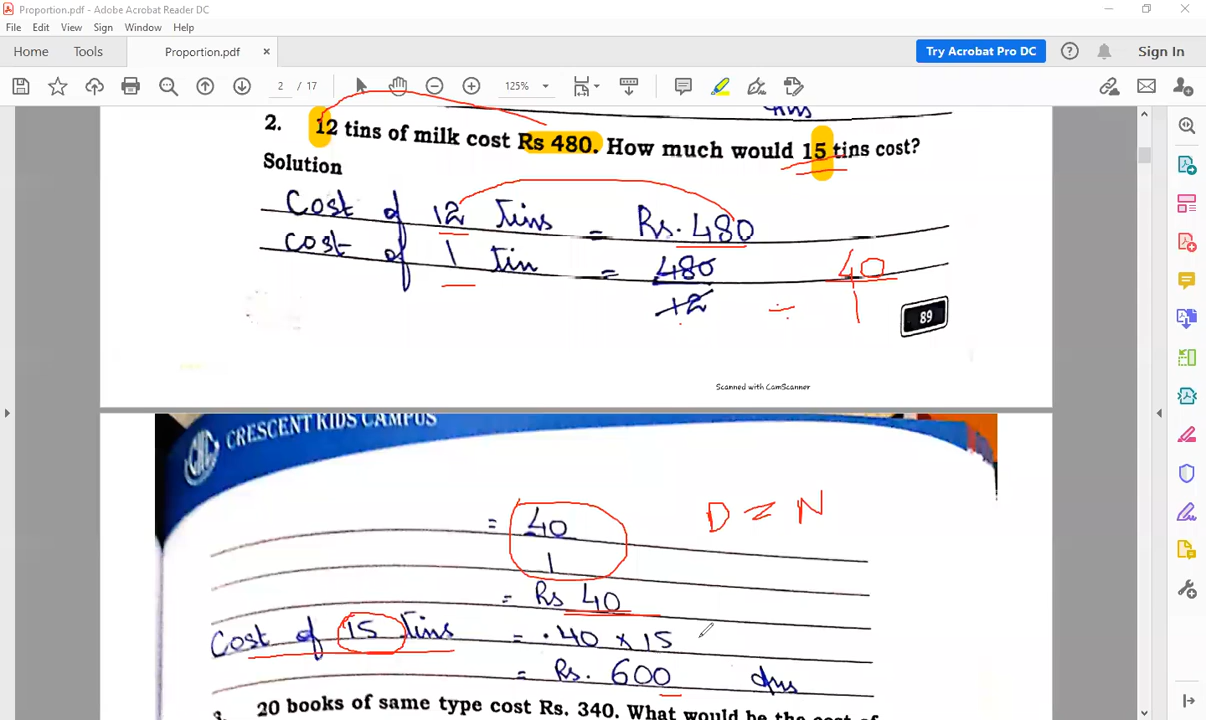 Proportion.pdf - Adobe Acrobat Reader DC
File Edit View Sign Window Help
Home Tools Proportion.pdf × Try Acrobat Pro DC Sign In
2 / 17 125%
ans
2. 12 tins of milk cost Rs 480. How much would 15 tins cost?
Solution
Cost of 12 Tins = Rs. 480
cost of 1 tin = 480 40
12 ÷ 1
89
Scanned with CamScanner
CRESCENT KIDS CAMPUS
= 40 D Z N
1
= Rs 40
Cost of 15 Tins = .40 x 15
= Rs. 600 Ans
3. 20 books of same type cost Rs. 340. What would be the cost of